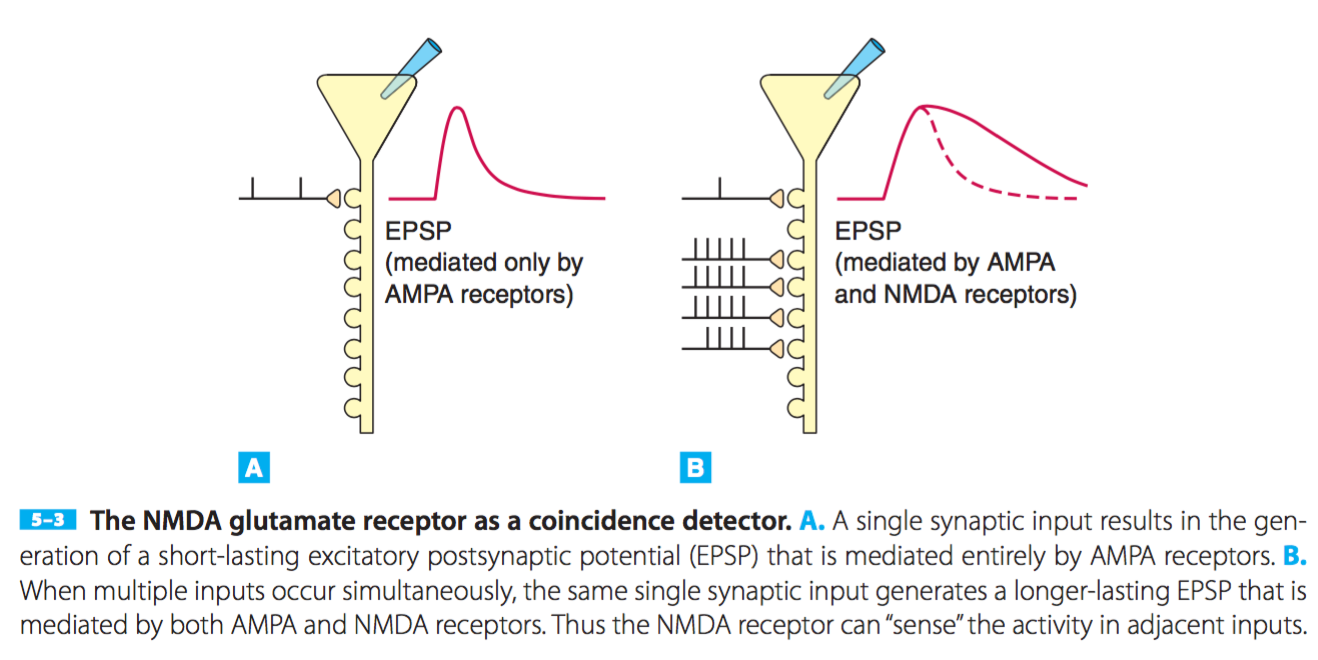 EPSP
(mediated only by
AMPA receptors)
EPSP
(mediated by AMPA
and NMDA receptors)
A
B
5–3 The NMDA glutamate receptor as a coincidence detector. A. A single synaptic input results in the gen-
eration of a short-lasting excitatory postsynaptic potential (EPSP) that is mediated entirely by AMPA receptors. B.
When multiple inputs occur simultaneously, the same single synaptic input generates a longer-lasting EPSP that is
mediated by both AMPA and NMDA receptors. Thus the NMDA receptor can “sense” the activity in adjacent inputs.